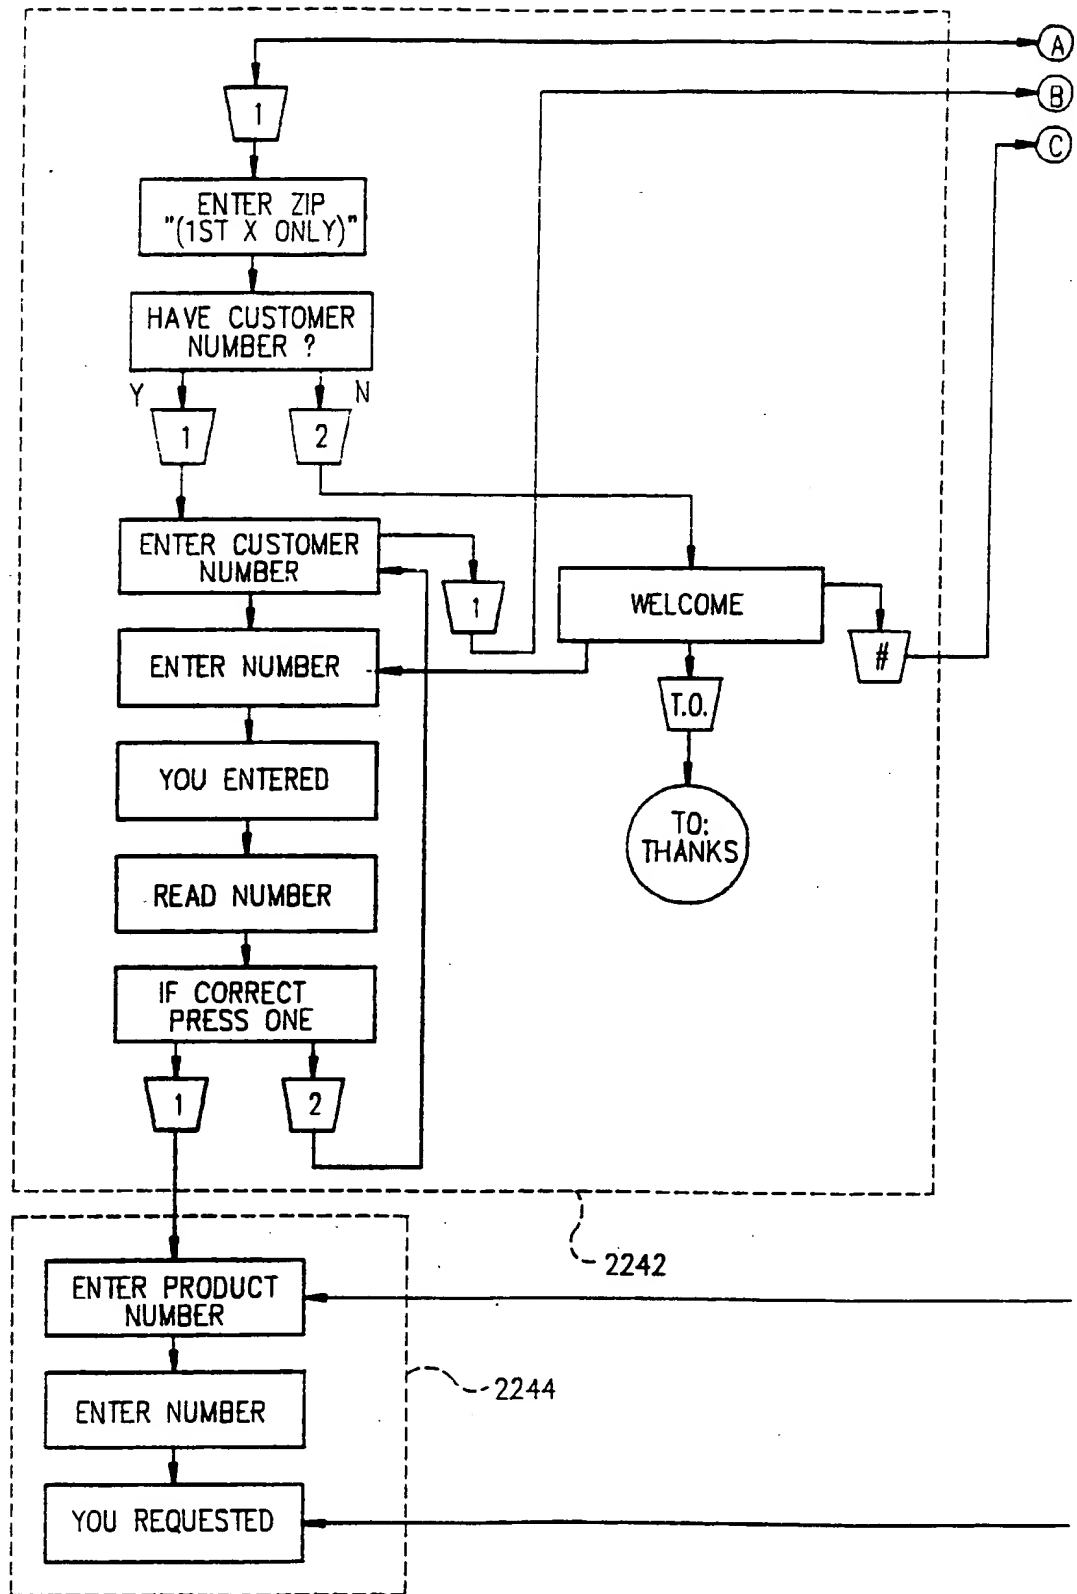 A
B
C
1
ENTER ZIP
"(1ST X ONLY)"
HAVE CUSTOMER
NUMBER ?
Y
N
1
2
ENTER CUSTOMER
NUMBER
1
WELCOME
#
ENTER NUMBER
T.O.
YOU ENTERED
TO:
THANKS
READ NUMBER
IF CORRECT
PRESS ONE
1
2
2242
ENTER PRODUCT
NUMBER
2244
ENTER NUMBER
YOU REQUESTED